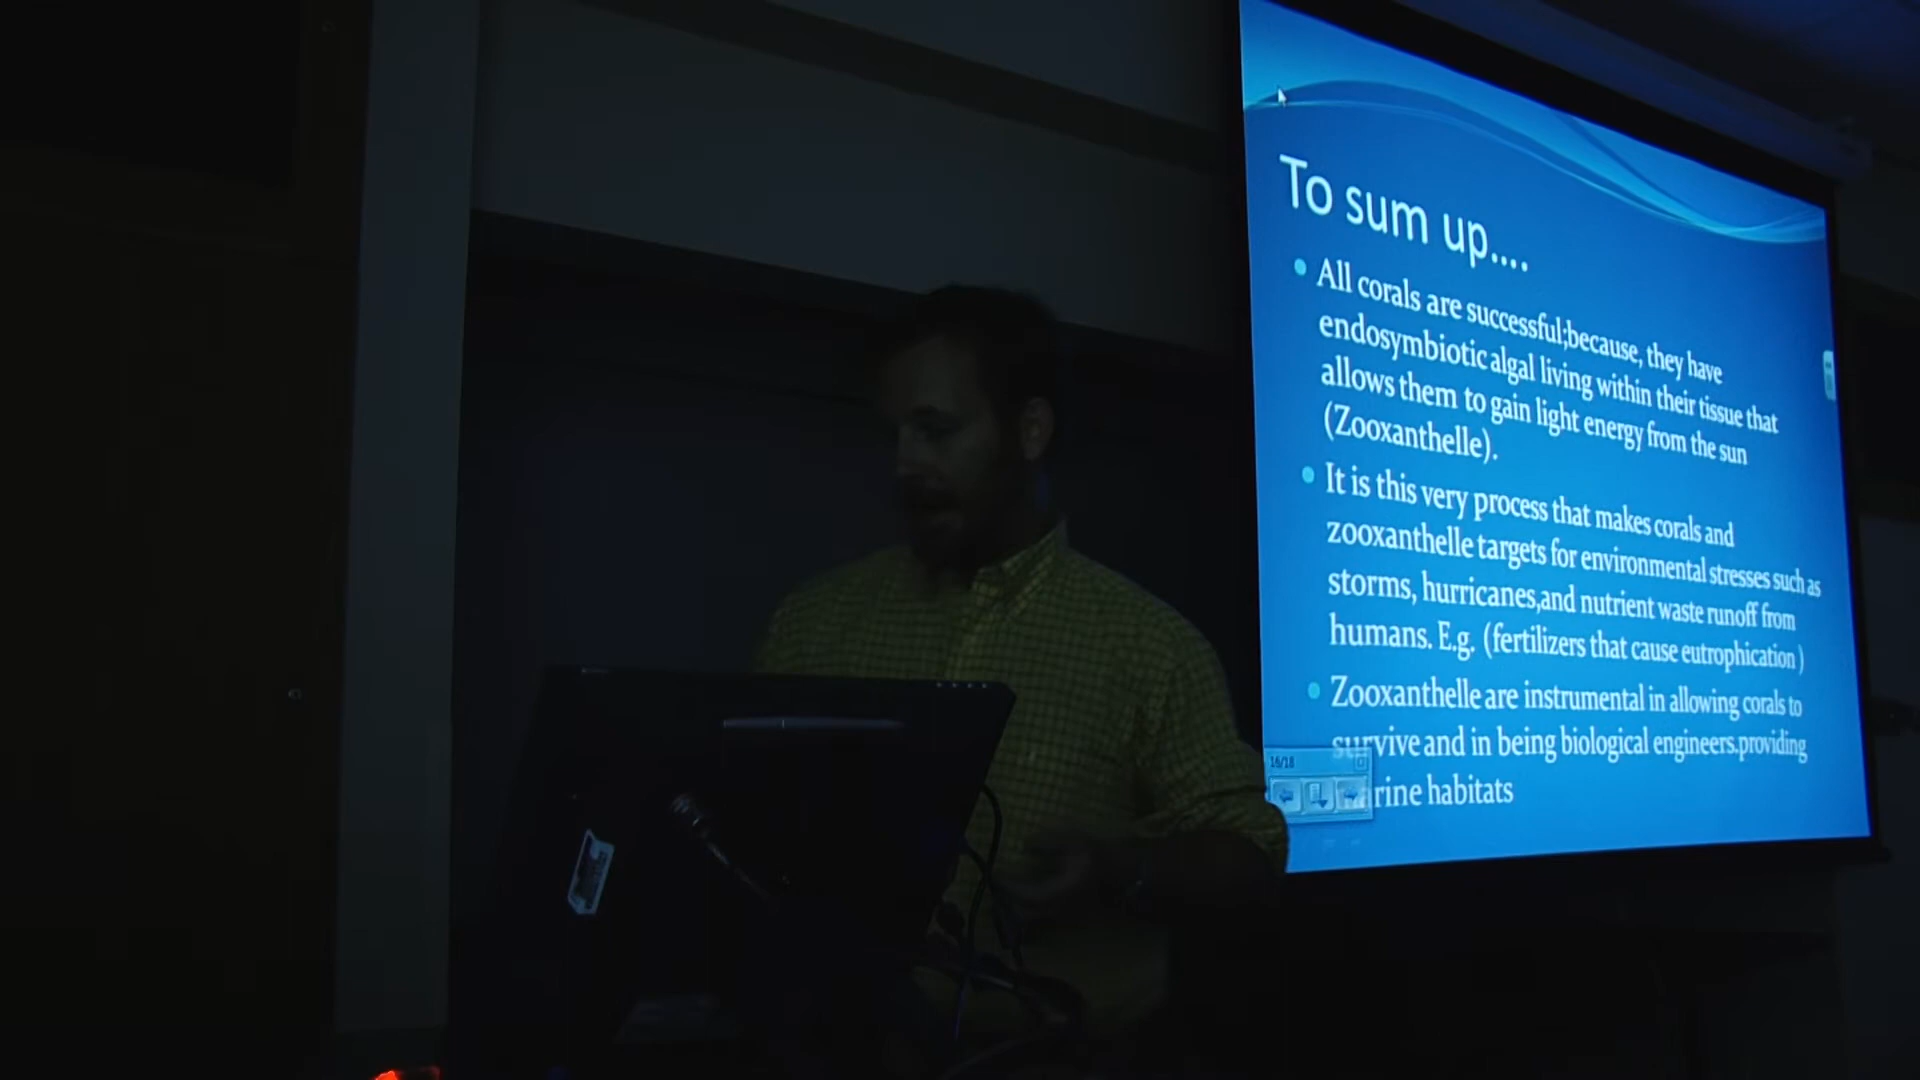 To sum up....
All corals are successful;because, they have
endosymbiotic algal living within their tissue that
allows them to gain light energy from the sun
(Zooxanthelle).
It is this very process that makes corals and
zooxanthelle targets for environmental stresses such as
storms, hurricanes,and nutrient waste runoff from
humans. E.g. (fertilizers that cause eutrophication )
Zooxanthelle are instrumental in allowing corals to
survive and in being biological engineers.providing
rine habitats
16/18